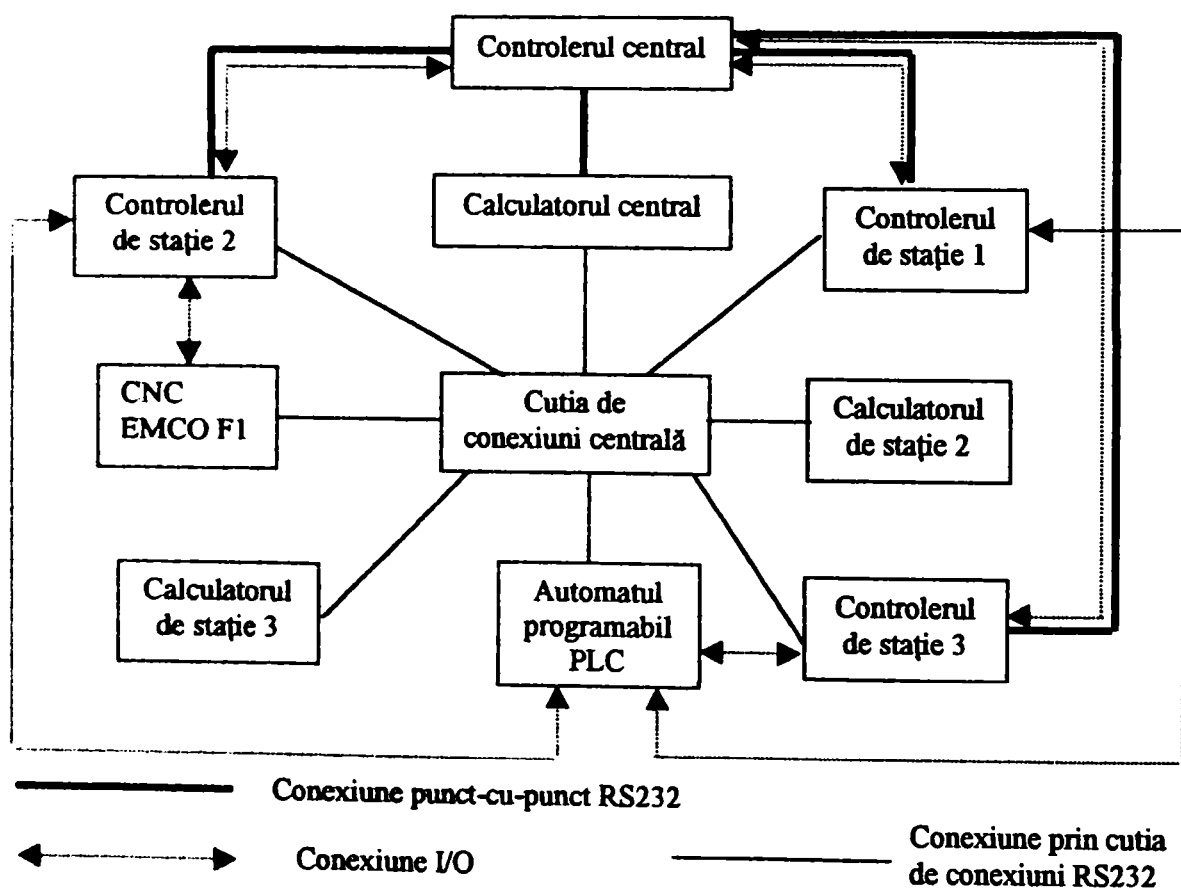 Controlerul central
Controlerul
de stație 2
Calculatorul central
Controlerul
de stație 1
CNC
EMCO F1
Cutia de
conexiuni centrală
Calculatorul
de stație 2
Calculatorul
de stație 3
Automatul
programabil
PLC
Controlerul
de stație 3
Conexiune punct-cu-punct RS232
Conexiune I/O
Conexiune prin cutia
de conexiuni RS232